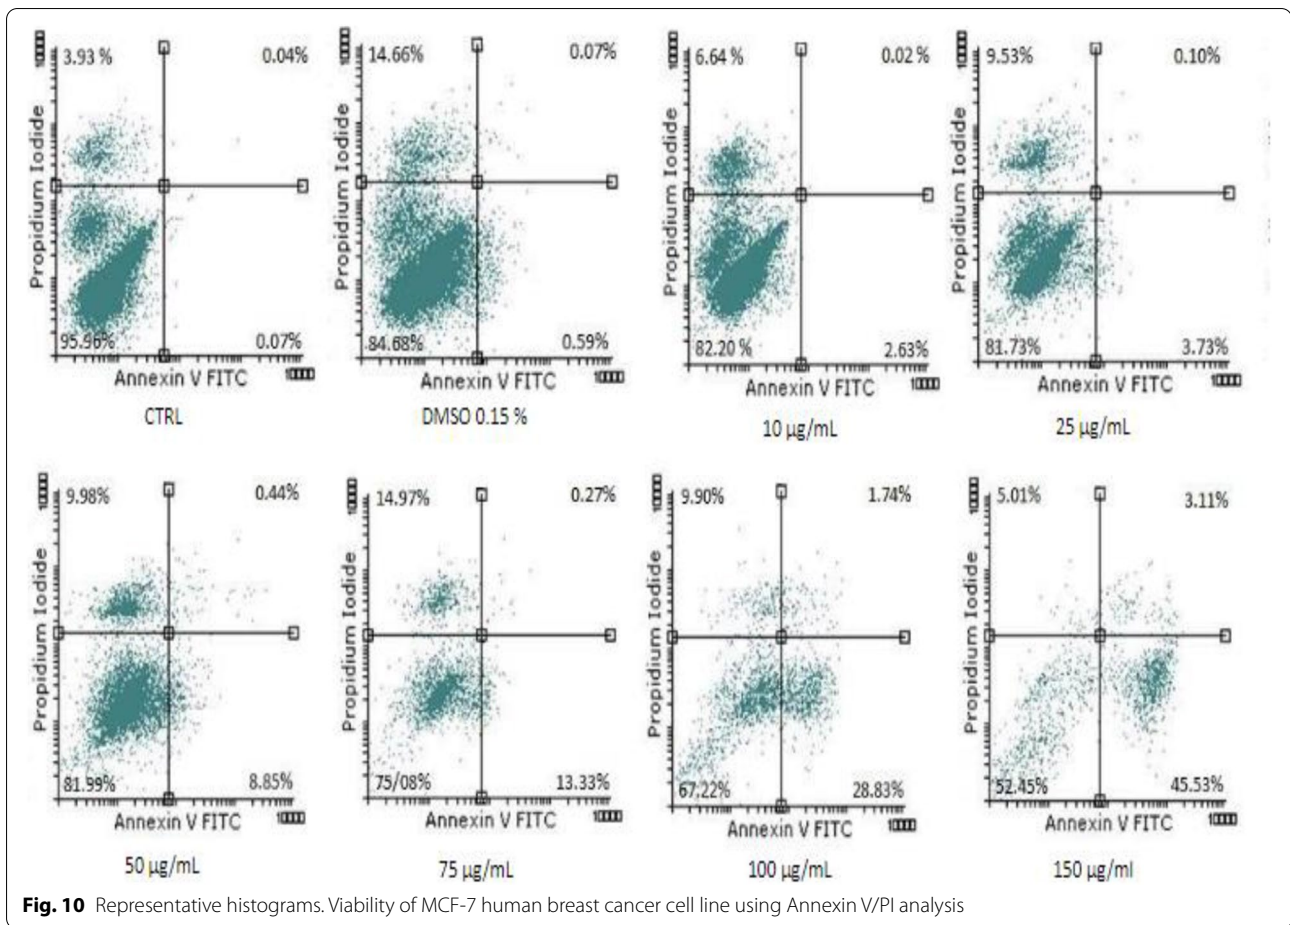 3.93 %
0.04%
95.96%
0.07%
Propidium Iodide
Annexin V FITC
CTRL
14.66%
0.07%
84.68%
0.59%
Propidium Iodide
Annexin V FITC
DMSO 0.15 %
6.64 %
0.02 %
82.20 %
2.63%
Propidium Iodide
Annexin V FITC
10 µg/mL
9.53%
0.10%
81.73%
3.73%
Propidium Iodide
Annexin V FITC
25 µg/mL
9.98%
0.44%
81.99%
8.85%
Propidium Iodide
Annexin V FITC
50 µg/mL
14.97%
0.27%
75/08%
13.33%
Propidium Iodide
Annexin V FITC
75 µg/mL
9.90%
1.74%
67.22%
28.83%
Propidium Iodide
Annexin V FITC
100 µg/mL
5.01%
3.11%
52.45%
45.53%
Propidium Iodide
Annexin V FITC
150 µg/ml
Fig. 10 Representative histograms. Viability of MCF-7 human breast cancer cell line using Annexin V/PI analysis